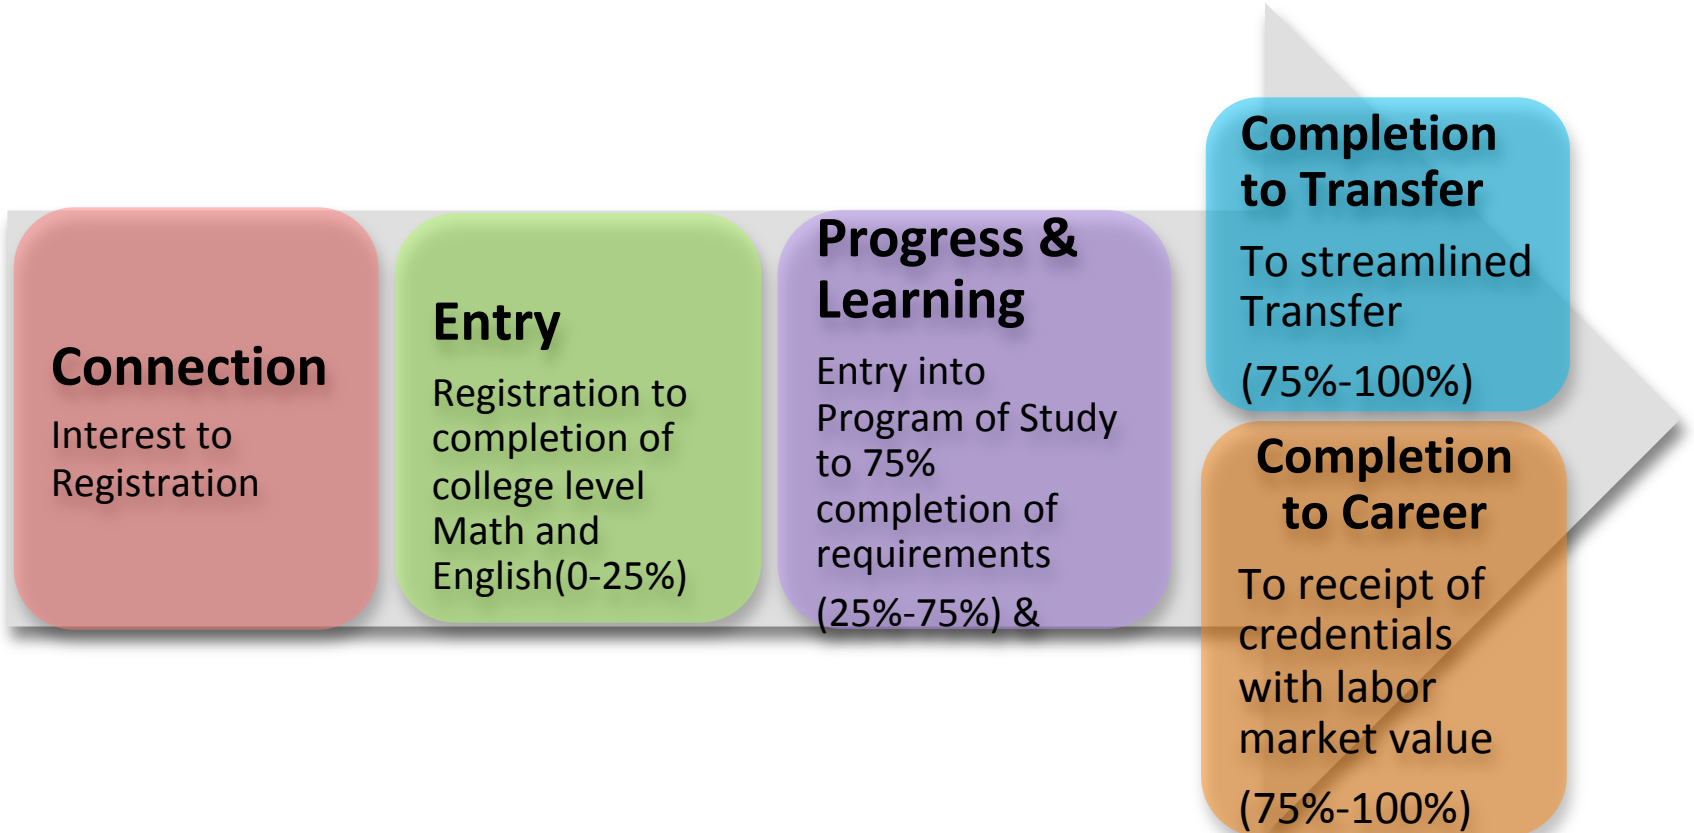 Connection
Interest to
Registration
Entry
Registration to
completion of
college level
Math and
English(0-25%)
Progress &
Learning
Entry into
Program of Study
to 75%
completion of
requirements
(25%-75%) &
Completion
to Transfer
To streamlined
Transfer
(75%-100%)
Completion
to Career
To receipt of
credentials
with labor
market value
(75%-100%)